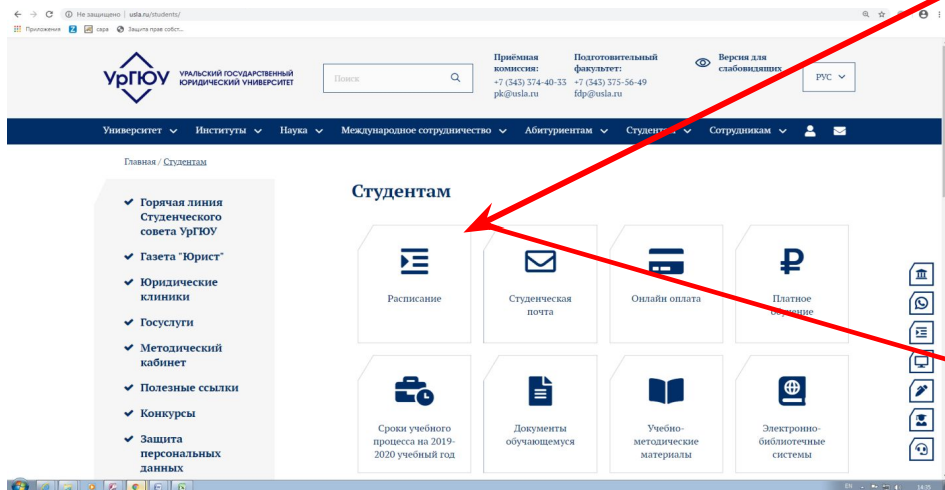 Не защищено | usla.ru/students/
Приложения
сара
Защита прав собст...
УрГЮУ
УРАЛЬСКИЙ ГОСУДАРСТВЕННЫЙ
ЮРИДИЧЕСКИЙ УНИВЕРСИТЕТ
Поиск
Приёмная
комиссия:
+7 (343) 374-40-33
pk@usla.ru
Подготовительный
факультет:
+7 (343) 375-56-49
fdp@usla.ru
Версия для
слабовидящих
РУС
Университет
Институты
Наука
Международное сотрудничество
Абитуриентам
Сотрудникам
Главная / Студентам
Горячая линия
Студенческого
совета УрГЮУ
Газета "Юрист"
Юридические
клиники
Госуслуги
Методический
кабинет
Полезные ссылки
Конкурсы
Защита
персональных
данных
Студентам
Расписание
Студенческая
почта
Онлайн оплата
Платное
обучение
Сроки учебного
процесса на 2019-
2020 учебный год
Документы
обучающемуся
Учебно-
методические
материалы
Электронно-
библиотечные
системы
EN
14:35